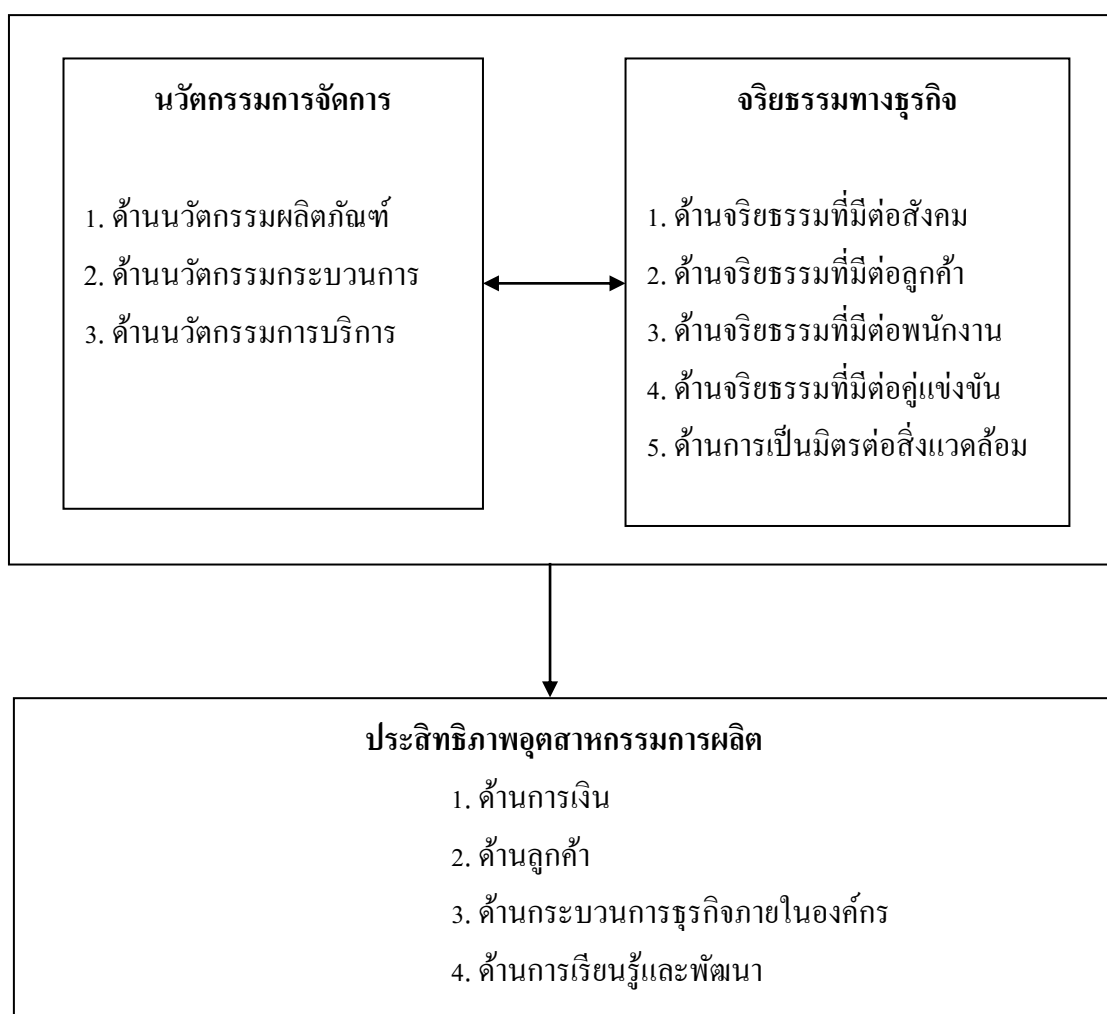 นวัตกรรมการจัดการ
1. ด้านนวัตกรรมผลิตภัณฑ์
2. ด้านนวัตกรรมกระบวนการ
3. ด้านนวัตกรรมการบริการ
จริยธรรมทางธุรกิจ
1. ด้านจริยธรรมที่มีต่อสังคม
2. ด้านจริยธรรมที่มีต่อลูกค้า
3. ด้านจริยธรรมที่มีต่อพนักงาน
4. ด้านจริยธรรมที่มีต่อคู่แข่งขัน
5. ด้านการเป็นมิตรต่อสิ่งแวดล้อม
ประสิทธิภาพอุตสาหกรรมการผลิต
1. ด้านการเงิน
2. ด้านลูกค้า
3. ด้านกระบวนการธุรกิจภายในองค์กร
4. ด้านการเรียนรู้และพัฒนา